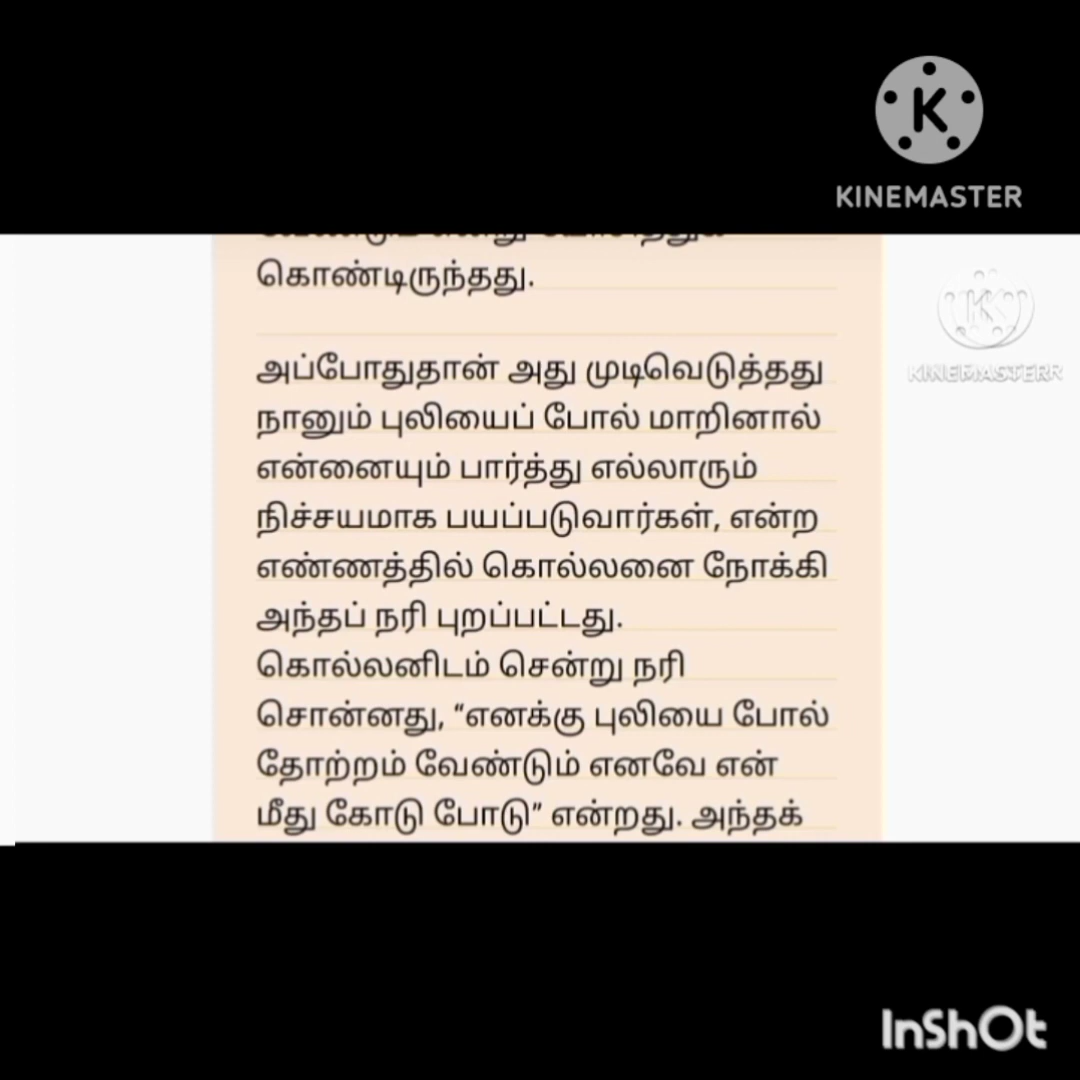 KINEMASTER
கொண்டிருந்தது.
KINEMASTERR
அப்போதுதான் அது முடிவெடுத்தது
நானும் புலியைப் போல் மாறினால்
என்னையும் பார்த்து எல்லாரும்
நிச்சயமாக பயப்படுவார்கள், என்ற
எண்ணத்தில் கொல்லனை நோக்கி
அந்தப் நரி புறப்பட்டது.
கொல்லனிடம் சென்று நரி
சொன்னது, “எனக்கு புலியை போல்
தோற்றம் வேண்டும் எனவே என்
மீது கோடு போடு” என்றது. அந்தக்
InShOt